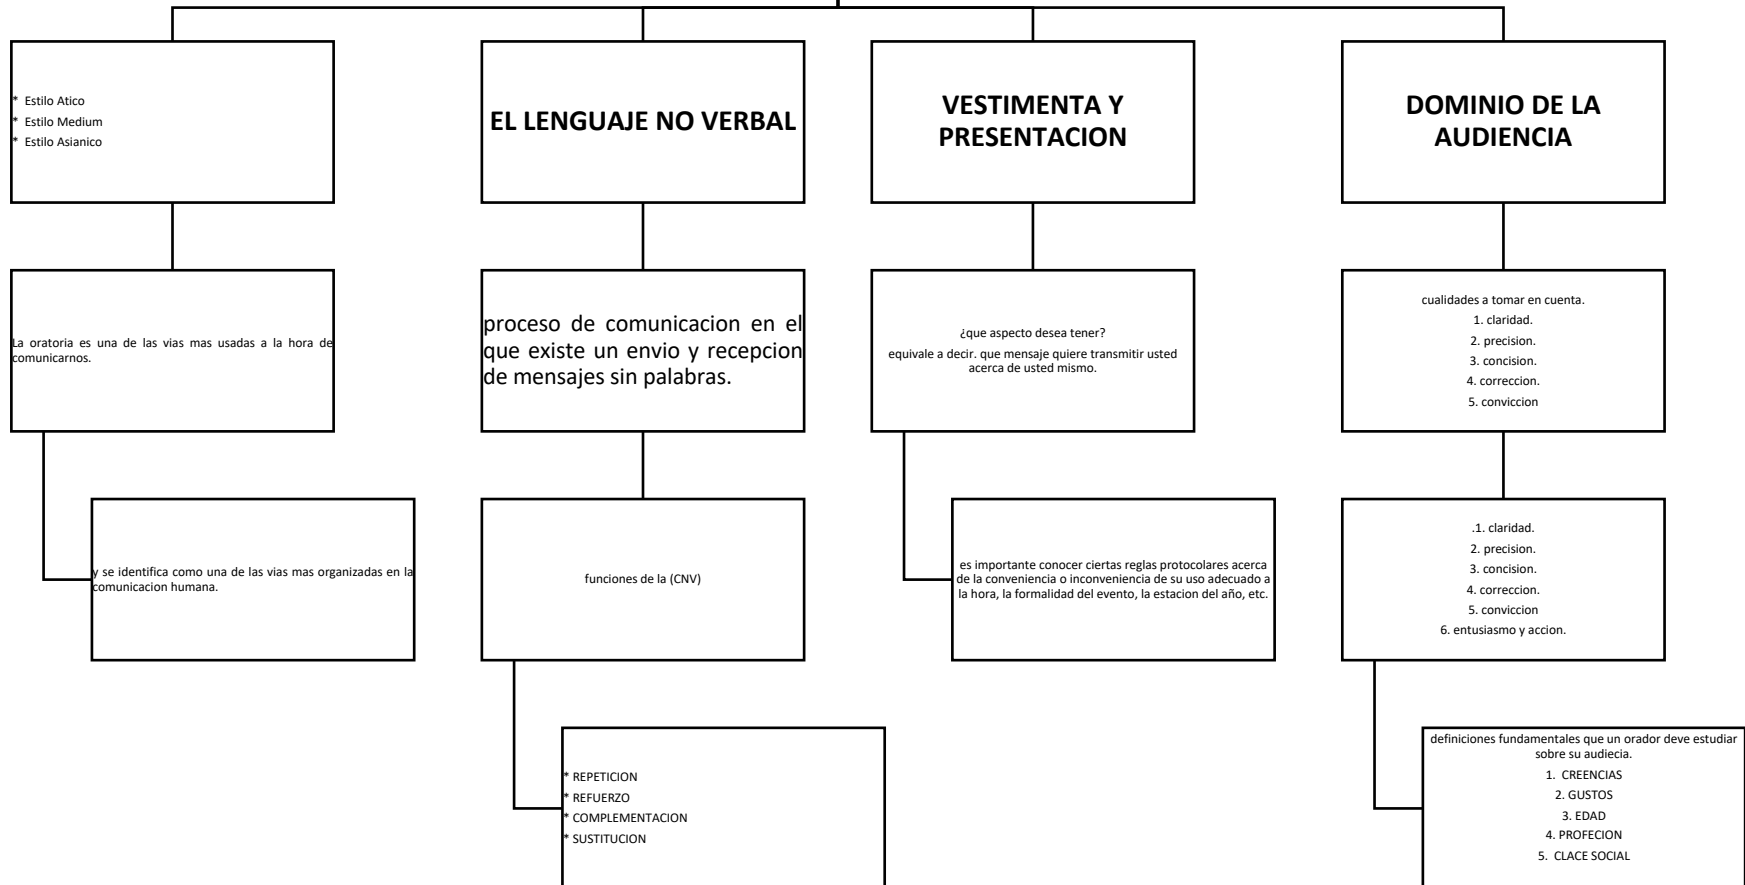 * Estilo Atico
* Estilo Medium
* Estilo Asianico
La oratoria es una de las vias mas usadas a la hora de
comunicarnos.
y se identifica como una de las vias mas organizadas en la
comunicacion humana.
EL LENGUAJE NO VERBAL
proceso de comunicacion en el
que existe un envio y recepcion
de mensajes sin palabras.
funciones de la (CNV)
* REPETICION
* REFUERZO
* COMPLEMENTACION
* SUSTITUCION
VESTIMENTA Y
PRESENTACION
¿que aspecto desea tener?
equivale a decir. que mensaje quiere transmitir usted
acerca de usted mismo.
es importante conocer ciertas reglas protocolares acerca
de la conveniencia o inconveniencia de su uso adecuado a
la hora, la formalidad del evento, la estacion del año, etc.
DOMINIO DE LA
AUDIENCIA
cualidades a tomar en cuenta.
1. claridad.
2. precision.
3. concision.
4. correccion.
5. conviccion
.1. claridad.
2. precision.
3. concision.
4. correccion.
5. conviccion
6. entusiasmo y accion.
definiciones fundamentales que un orador deve estudiar
sobre su audiecia.
1. CREENCIAS
2. GUSTOS
3. EDAD
4. PROFECION
5. CLACE SOCIAL